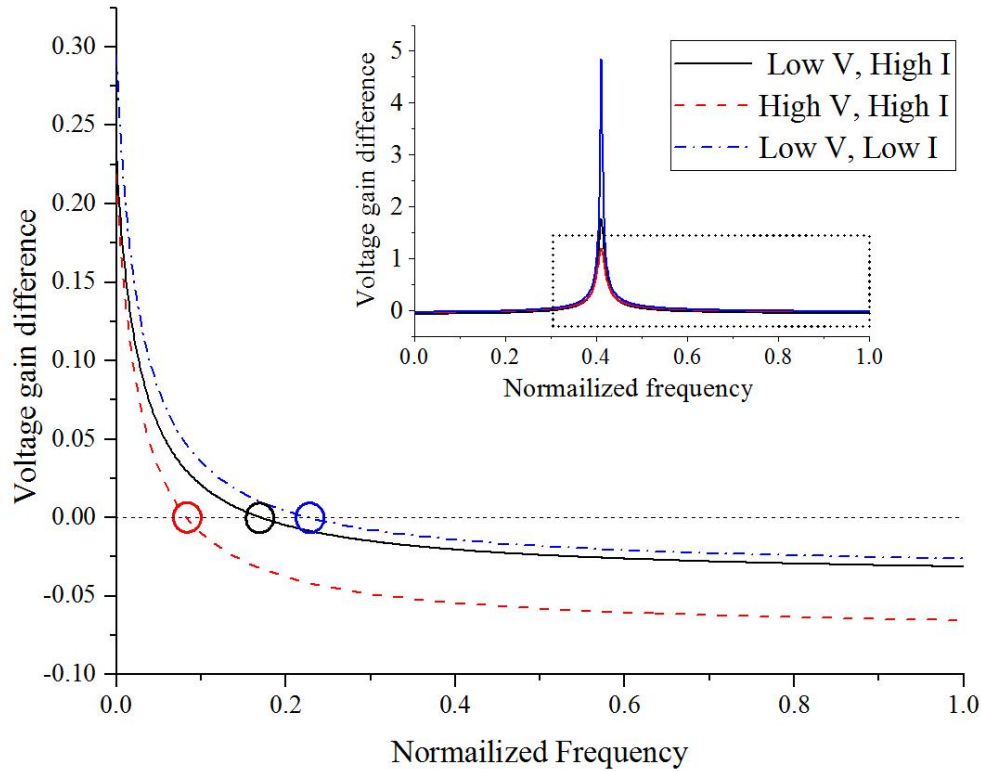 Voltage gain difference
0.30
0.25
0.20
0.15
0.10
0.05
0.00
-0.05
-0.10
0.0 0.2 0.4 0.6 0.8 1.0
Normailized Frequency
Voltage gain difference
5
4
3
2
1
0
0.0 0.2 0.4 0.6 0.8 1.0
Normailized frequency
Low V, High I
High V, High I
Low V, Low I